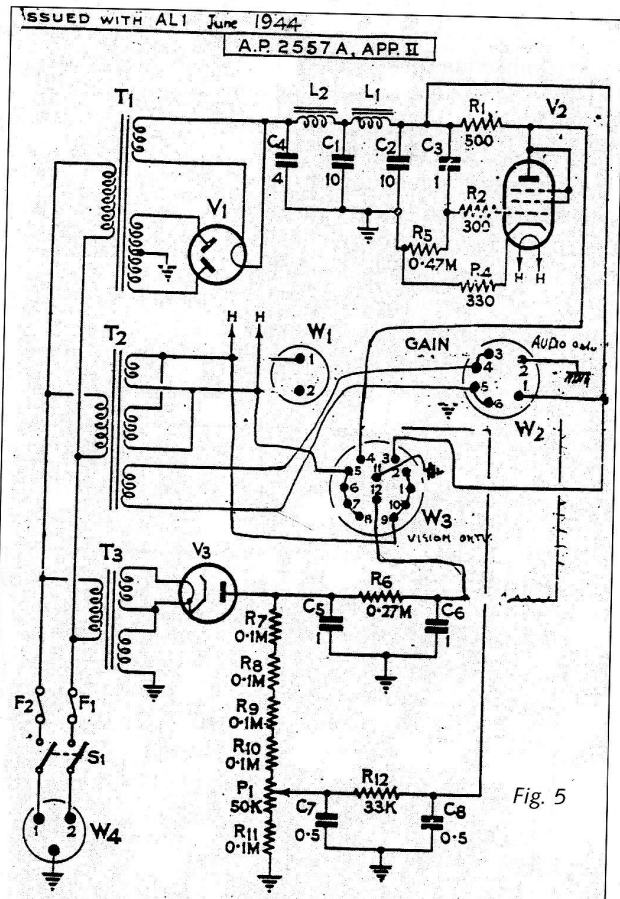 ISSUED WITH AL1 June 1944
A.P. 2557A, APP. II
T1
L2
L1
R1
500
V2
C4
4
C1
10
C2
10
C3
1
R2
300
V1
R5
0·47M
R4
330
H H
T2
H H
W1
1
2
GAIN
3
4
5
6
2
1
AUDIO only
W2
4 3
5 11 2
6 12 1
7 8 9 10
W3
VISION ONLY
T3
V3
R6
0·27M
C5
1
C6
1
R7
0·1M
R8
0·1M
R9
0·1M
R10
0·1M
P1
50K
R11
0·1M
R12
33K
C7
0·5
C8
0·5
F2 F1
S1
1 2
W4
Fig. 5